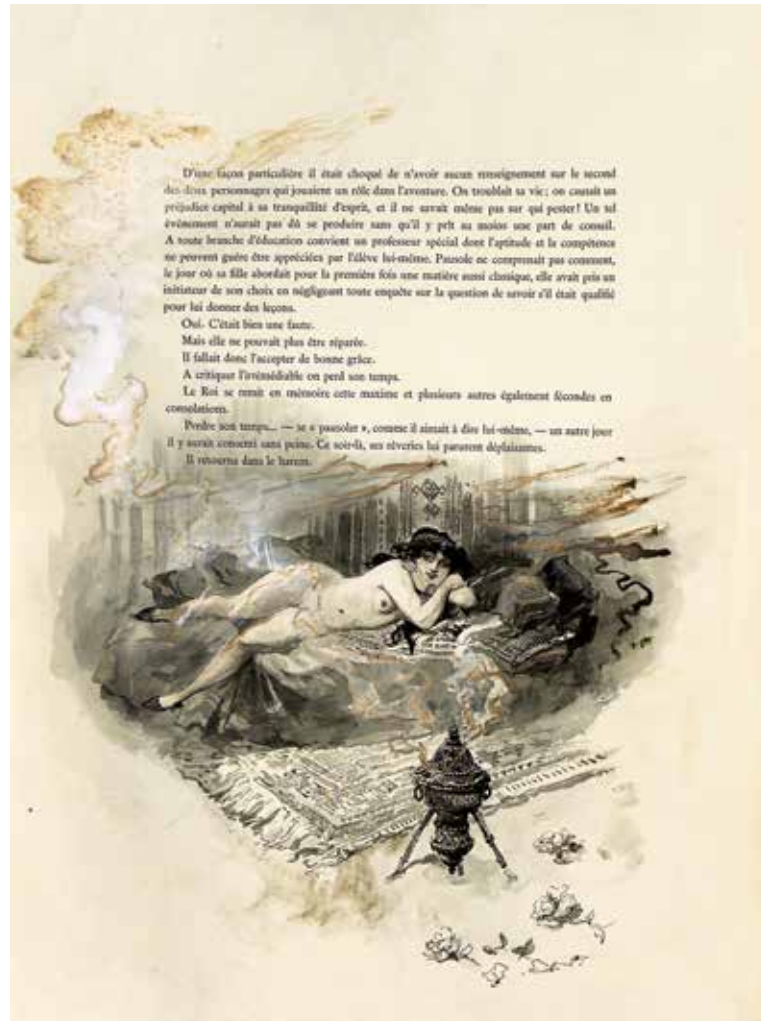 D'une façon particulière il était choqué de n'avoir aucun renseignement sur le second
des deux personnages qui jouaient un rôle dans l'aventure. On troublait sa vie ; on causait un
préjudice capital à sa tranquillité d'esprit, et il ne savait même pas sur qui pester ! Un tel
événement n'aurait pas dû se produire sans qu'il y prît au moins une part de conseil.
A toute branche d'éducation convient un professeur spécial dont l'aptitude et la compétence
ne peuvent guère être appréciées par l'élève lui-même. Pausole ne comprenait pas comment,
le jour où sa fille abordait pour la première fois une matière aussi classique, elle avait pris un
initiateur de son choix en négligeant toute enquête sur la question de savoir s'il était qualifié
pour lui donner des leçons.
Oui. C'était bien une faute.
Mais elle ne pouvait plus être réparée.
Il fallait donc l'accepter de bonne grâce.
A critiquer l'irrémédiable on perd son temps.
Le Roi se remit en mémoire cette maxime et plusieurs autres également fécondes en
consolations.
Perdre son temps... — se « pausoler », comme il aimait à dire lui-même, — un autre jour
il y aurait consenti sans peine. Ce soir-là, ses rêveries lui parurent déplaisantes.
Il retourna dans le harem.